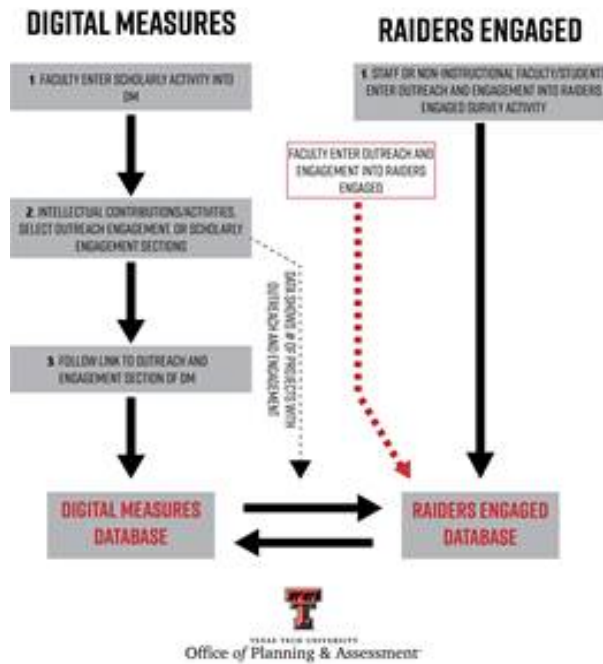 DIGITAL MEASURES
RAIDERS ENGAGED
1. FACULTY ENTER SCHOLARLY ACTIVITY INTO
DM
1. STAFF OR NON-INSTRUCTIONAL FACULTY/STUDENTS
ENTER OUTREACH AND ENGAGEMENT INTO RAIDERS
ENGAGED SURVEY ACTIVITY
FACULTY ENTER OUTREACH AND
ENGAGEMENT INTO RAIDERS
ENGAGED
2. INTELLECTUAL CONTRIBUTIONS/ACTIVITIES,
SELECT OUTREACH ENGAGEMENT, OR SCHOLARLY
ENGAGEMENT SECTIONS
DATA SHOWS # OF PROJECTS WITH
OUTREACH AND ENGAGEMENT
3. FOLLOW LINK TO OUTREACH AND
ENGAGEMENT SECTION OF DM
DIGITAL MEASURES
DATABASE
RAIDERS ENGAGED
DATABASE
TEXAS TECH UNIVERSITY
Office of Planning & Assessment